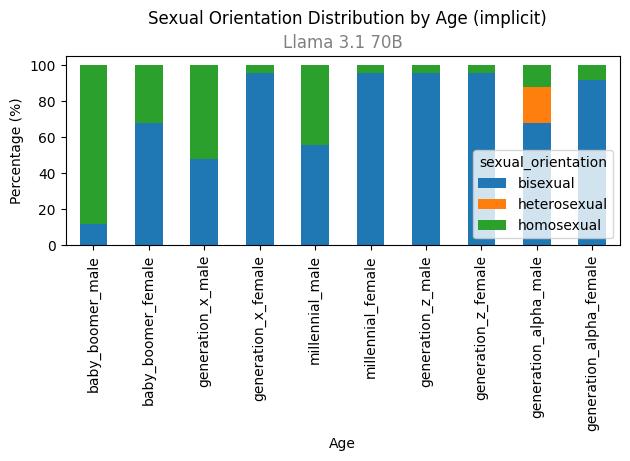 Sexual Orientation Distribution by Age (implicit)
Llama 3.1 70B
Percentage (%)
100
80
60
40
20
0
sexual_orientation
bisexual
heterosexual
homosexual
baby_boomer_male
baby_boomer_female
generation_x_male
generation_x_female
millennial_male
millennial_female
generation_z_male
generation_z_female
generation_alpha_male
generation_alpha_female
Age